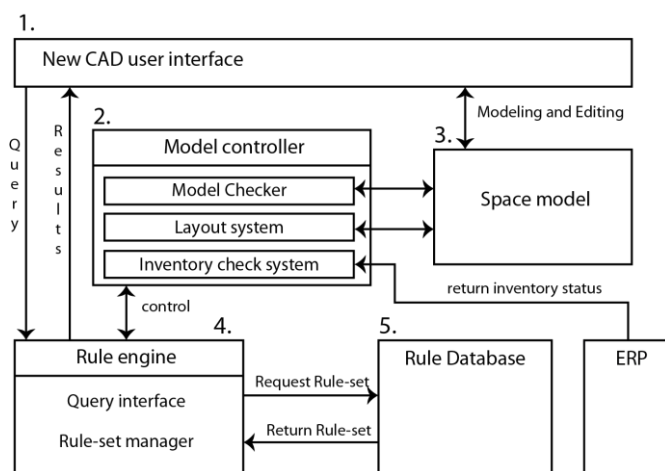 1.
New CAD user interface
Query
Results
Modeling and Editing
2.
Model controller
Model Checker
Layout system
Inventory check system
3.
Space model
return inventory status
control
4.
Rule engine
Query interface
Rule-set manager
Request Rule-set
Return Rule-set
5.
Rule Database
ERP